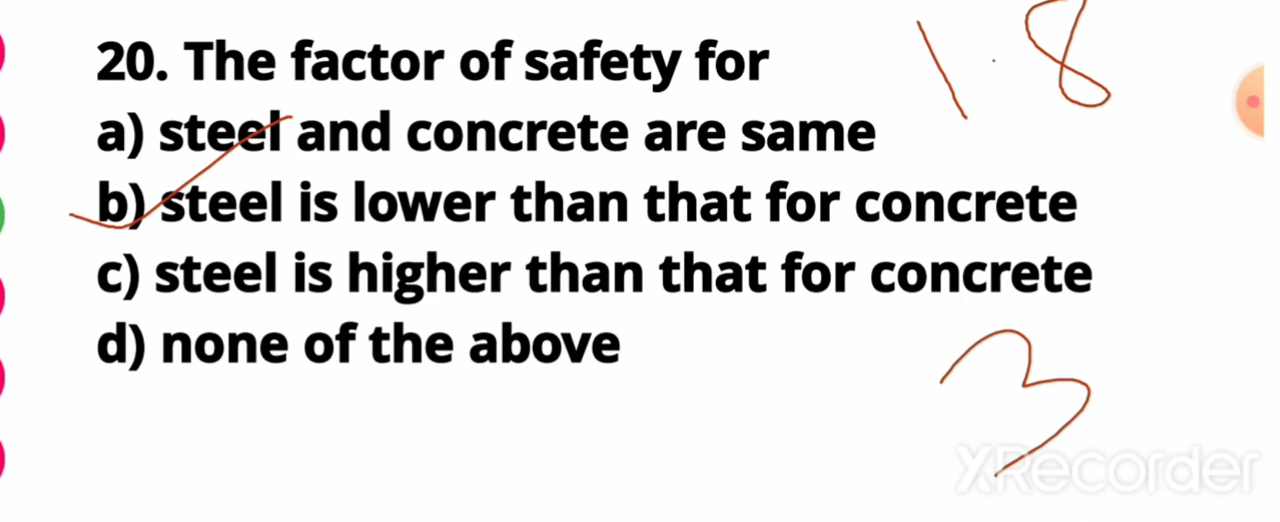 20. The factor of safety for
1.8
a) steel and concrete are same
b) steel is lower than that for concrete
c) steel is higher than that for concrete
d) none of the above
3
XRecorder